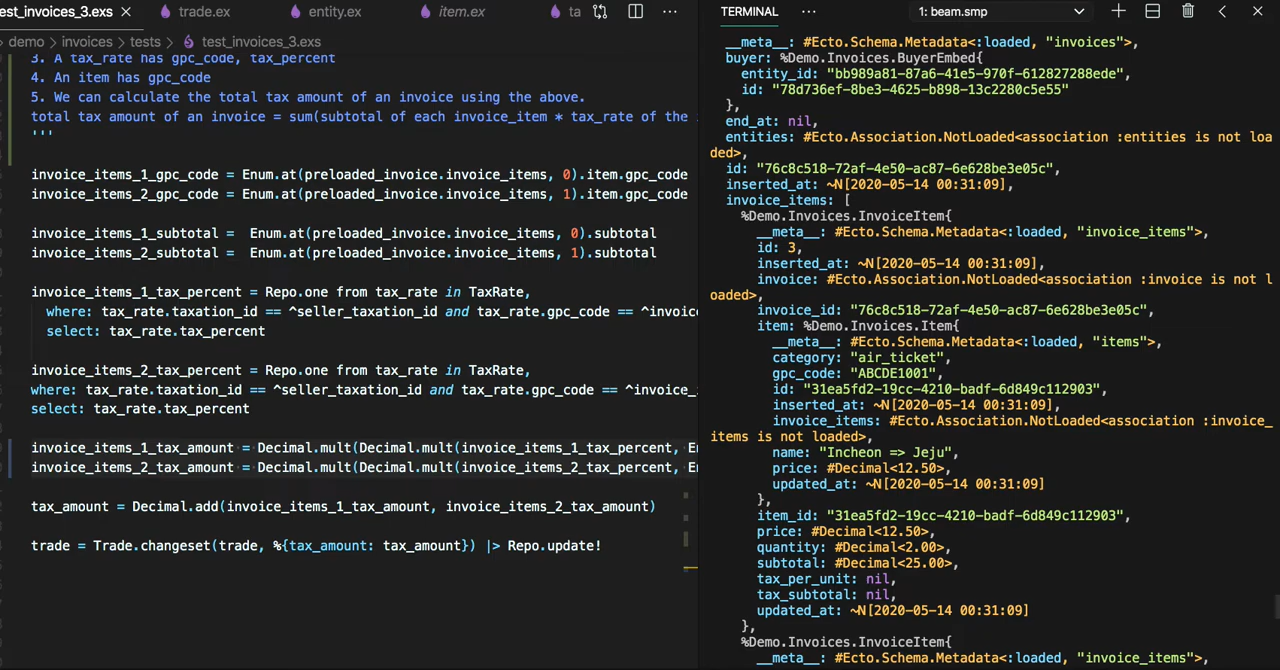 est_invoices_3.exs
trade.ex
entity.ex
item.ex
ta
demo > invoices > tests > test_invoices_3.exs
3. A tax_rate has gpc_code, tax_percent
4. An item has gpc_code
5. We can calculate the total tax amount of an invoice using the above.
total tax amount of an invoice = sum(subtotal of each invoice_item * tax_rate of the
'''
invoice_items_1_gpc_code = Enum.at(preloaded_invoice.invoice_items, 0).item.gpc_code
invoice_items_2_gpc_code = Enum.at(preloaded_invoice.invoice_items, 1).item.gpc_code
invoice_items_1_subtotal =  Enum.at(preloaded_invoice.invoice_items, 0).subtotal
invoice_items_2_subtotal =  Enum.at(preloaded_invoice.invoice_items, 1).subtotal
invoice_items_1_tax_percent = Repo.one from tax_rate in TaxRate,
where: tax_rate.taxation_id == ^seller_taxation_id and tax_rate.gpc_code == ^invoic
select: tax_rate.tax_percent
invoice_items_2_tax_percent = Repo.one from tax_rate in TaxRate,
where: tax_rate.taxation_id == ^seller_taxation_id and tax_rate.gpc_code == ^invoice_
select: tax_rate.tax_percent
invoice_items_1_tax_amount = Decimal.mult(Decimal.mult(invoice_items_1_tax_percent, En
invoice_items_2_tax_amount = Decimal.mult(Decimal.mult(invoice_items_2_tax_percent, En
tax_amount = Decimal.add(invoice_items_1_tax_amount, invoice_items_2_tax_amount)
trade = Trade.changeset(trade, %{tax_amount: tax_amount}) |> Repo.update!
TERMINAL
1: beam.smp
__meta__: #Ecto.Schema.Metadata<:loaded, "invoices">,
buyer: %Demo.Invoices.BuyerEmbed{
entity_id: "bb989a81-87a6-41e5-970f-612827288ede",
id: "78d736ef-8be3-4625-b898-13c2280c5e55"
},
end_at: nil,
entities: #Ecto.Association.NotLoaded<association :entities is not loa
ded>,
id: "76c8c518-72af-4e50-ac87-6e628be3e05c",
inserted_at: ~N[2020-05-14 00:31:09],
invoice_items: [
%Demo.Invoices.InvoiceItem{
__meta__: #Ecto.Schema.Metadata<:loaded, "invoice_items">,
id: 3,
inserted_at: ~N[2020-05-14 00:31:09],
invoice: #Ecto.Association.NotLoaded<association :invoice is not l
oaded>,
invoice_id: "76c8c518-72af-4e50-ac87-6e628be3e05c",
item: %Demo.Invoices.Item{
__meta__: #Ecto.Schema.Metadata<:loaded, "items">,
category: "air_ticket",
gpc_code: "ABCDE1001",
id: "31ea5fd2-19cc-4210-badf-6d849c112903",
inserted_at: ~N[2020-05-14 00:31:09],
invoice_items: #Ecto.Association.NotLoaded<association :invoice_
items is not loaded>,
name: "Incheon => Jeju",
price: #Decimal<12.50>,
updated_at: ~N[2020-05-14 00:31:09]
},
item_id: "31ea5fd2-19cc-4210-badf-6d849c112903",
price: #Decimal<12.50>,
quantity: #Decimal<2.00>,
subtotal: #Decimal<25.00>,
tax_per_unit: nil,
tax_subtotal: nil,
updated_at: ~N[2020-05-14 00:31:09]
},
%Demo.Invoices.InvoiceItem{
__meta__: #Ecto.Schema.Metadata<:loaded, "invoice_items">,